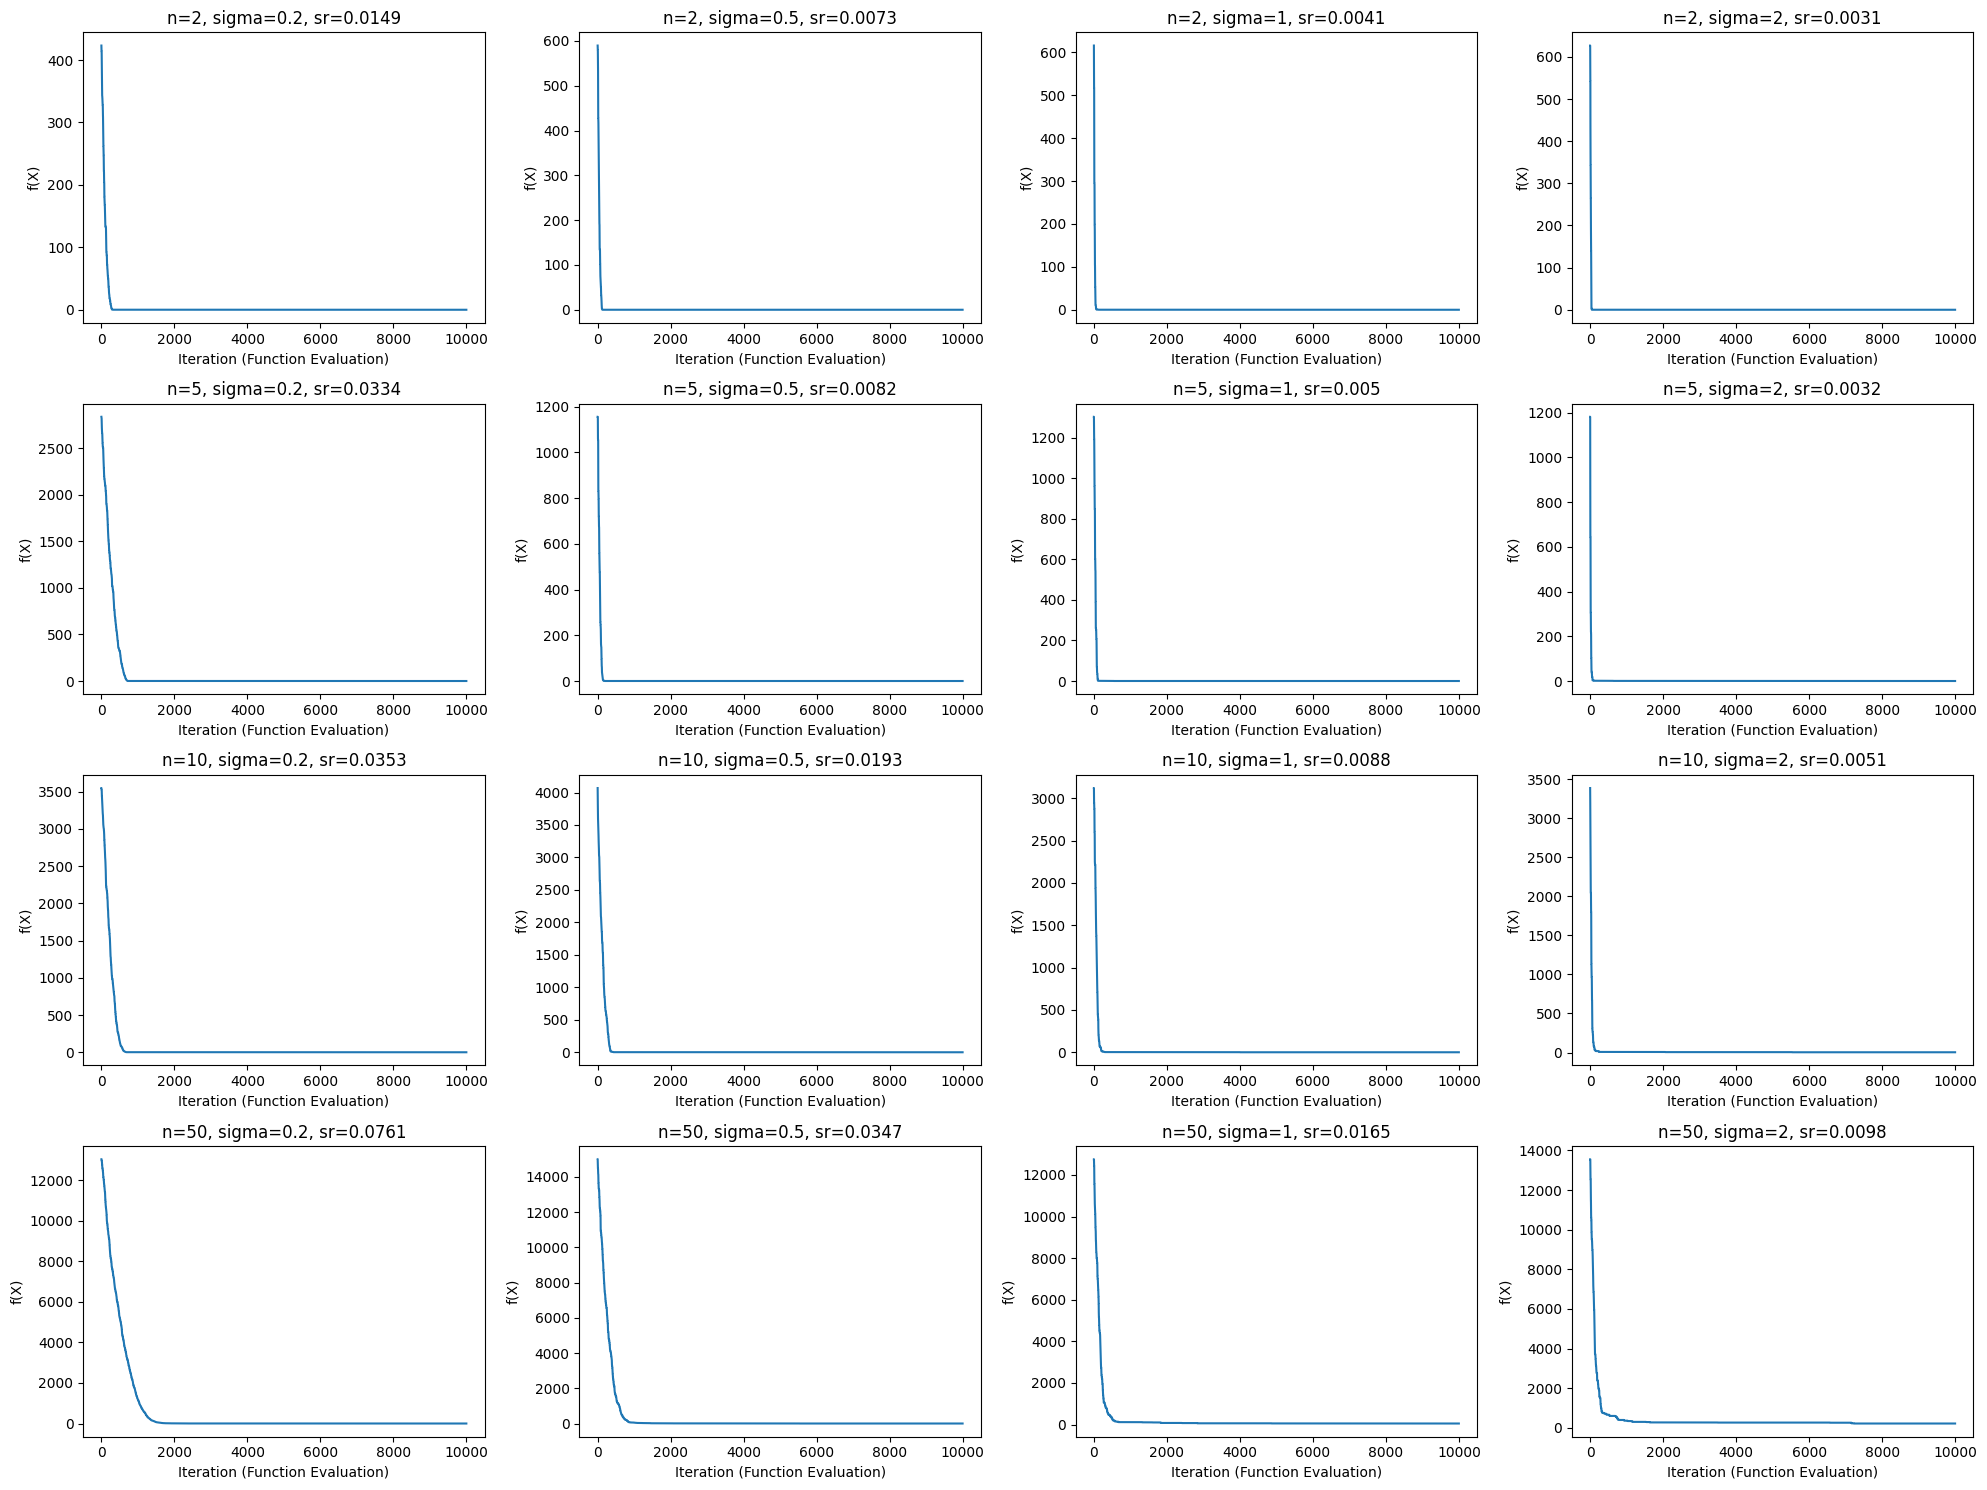 n=2, sigma=0.2, sr=0.0149
400
300
200
100
0
f(X)
0 2000 4000 6000 8000 10000
Iteration (Function Evaluation)
n=2, sigma=0.5, sr=0.0073
600
500
400
300
200
100
0
f(X)
0 2000 4000 6000 8000 10000
Iteration (Function Evaluation)
n=2, sigma=1, sr=0.0041
600
500
400
300
200
100
0
f(X)
0 2000 4000 6000 8000 10000
Iteration (Function Evaluation)
n=2, sigma=2, sr=0.0031
600
500
400
300
200
100
0
f(X)
0 2000 4000 6000 8000 10000
Iteration (Function Evaluation)
n=5, sigma=0.2, sr=0.0334
2500
2000
1500
1000
500
0
f(X)
0 2000 4000 6000 8000 10000
Iteration (Function Evaluation)
n=5, sigma=0.5, sr=0.0082
1200
1000
800
600
400
200
0
f(X)
0 2000 4000 6000 8000 10000
Iteration (Function Evaluation)
n=5, sigma=1, sr=0.005
1200
1000
800
600
400
200
0
f(X)
0 2000 4000 6000 8000 10000
Iteration (Function Evaluation)
n=5, sigma=2, sr=0.0032
1200
1000
800
600
400
200
0
f(X)
0 2000 4000 6000 8000 10000
Iteration (Function Evaluation)
n=10, sigma=0.2, sr=0.0353
3500
3000
2500
2000
1500
1000
500
0
f(X)
0 2000 4000 6000 8000 10000
Iteration (Function Evaluation)
n=10, sigma=0.5, sr=0.0193
4000
3500
3000
2500
2000
1500
1000
500
0
f(X)
0 2000 4000 6000 8000 10000
Iteration (Function Evaluation)
n=10, sigma=1, sr=0.0088
3000
2500
2000
1500
1000
500
0
f(X)
0 2000 4000 6000 8000 10000
Iteration (Function Evaluation)
n=10, sigma=2, sr=0.0051
3500
3000
2500
2000
1500
1000
500
0
f(X)
0 2000 4000 6000 8000 10000
Iteration (Function Evaluation)
n=50, sigma=0.2, sr=0.0761
12000
10000
8000
6000
4000
2000
0
f(X)
0 2000 4000 6000 8000 10000
Iteration (Function Evaluation)
n=50, sigma=0.5, sr=0.0347
14000
12000
10000
8000
6000
4000
2000
0
f(X)
0 2000 4000 6000 8000 10000
Iteration (Function Evaluation)
n=50, sigma=1, sr=0.0165
12000
10000
8000
6000
4000
2000
0
f(X)
0 2000 4000 6000 8000 10000
Iteration (Function Evaluation)
n=50, sigma=2, sr=0.0098
14000
12000
10000
8000
6000
4000
2000
0
f(X)
0 2000 4000 6000 8000 10000
Iteration (Function Evaluation)